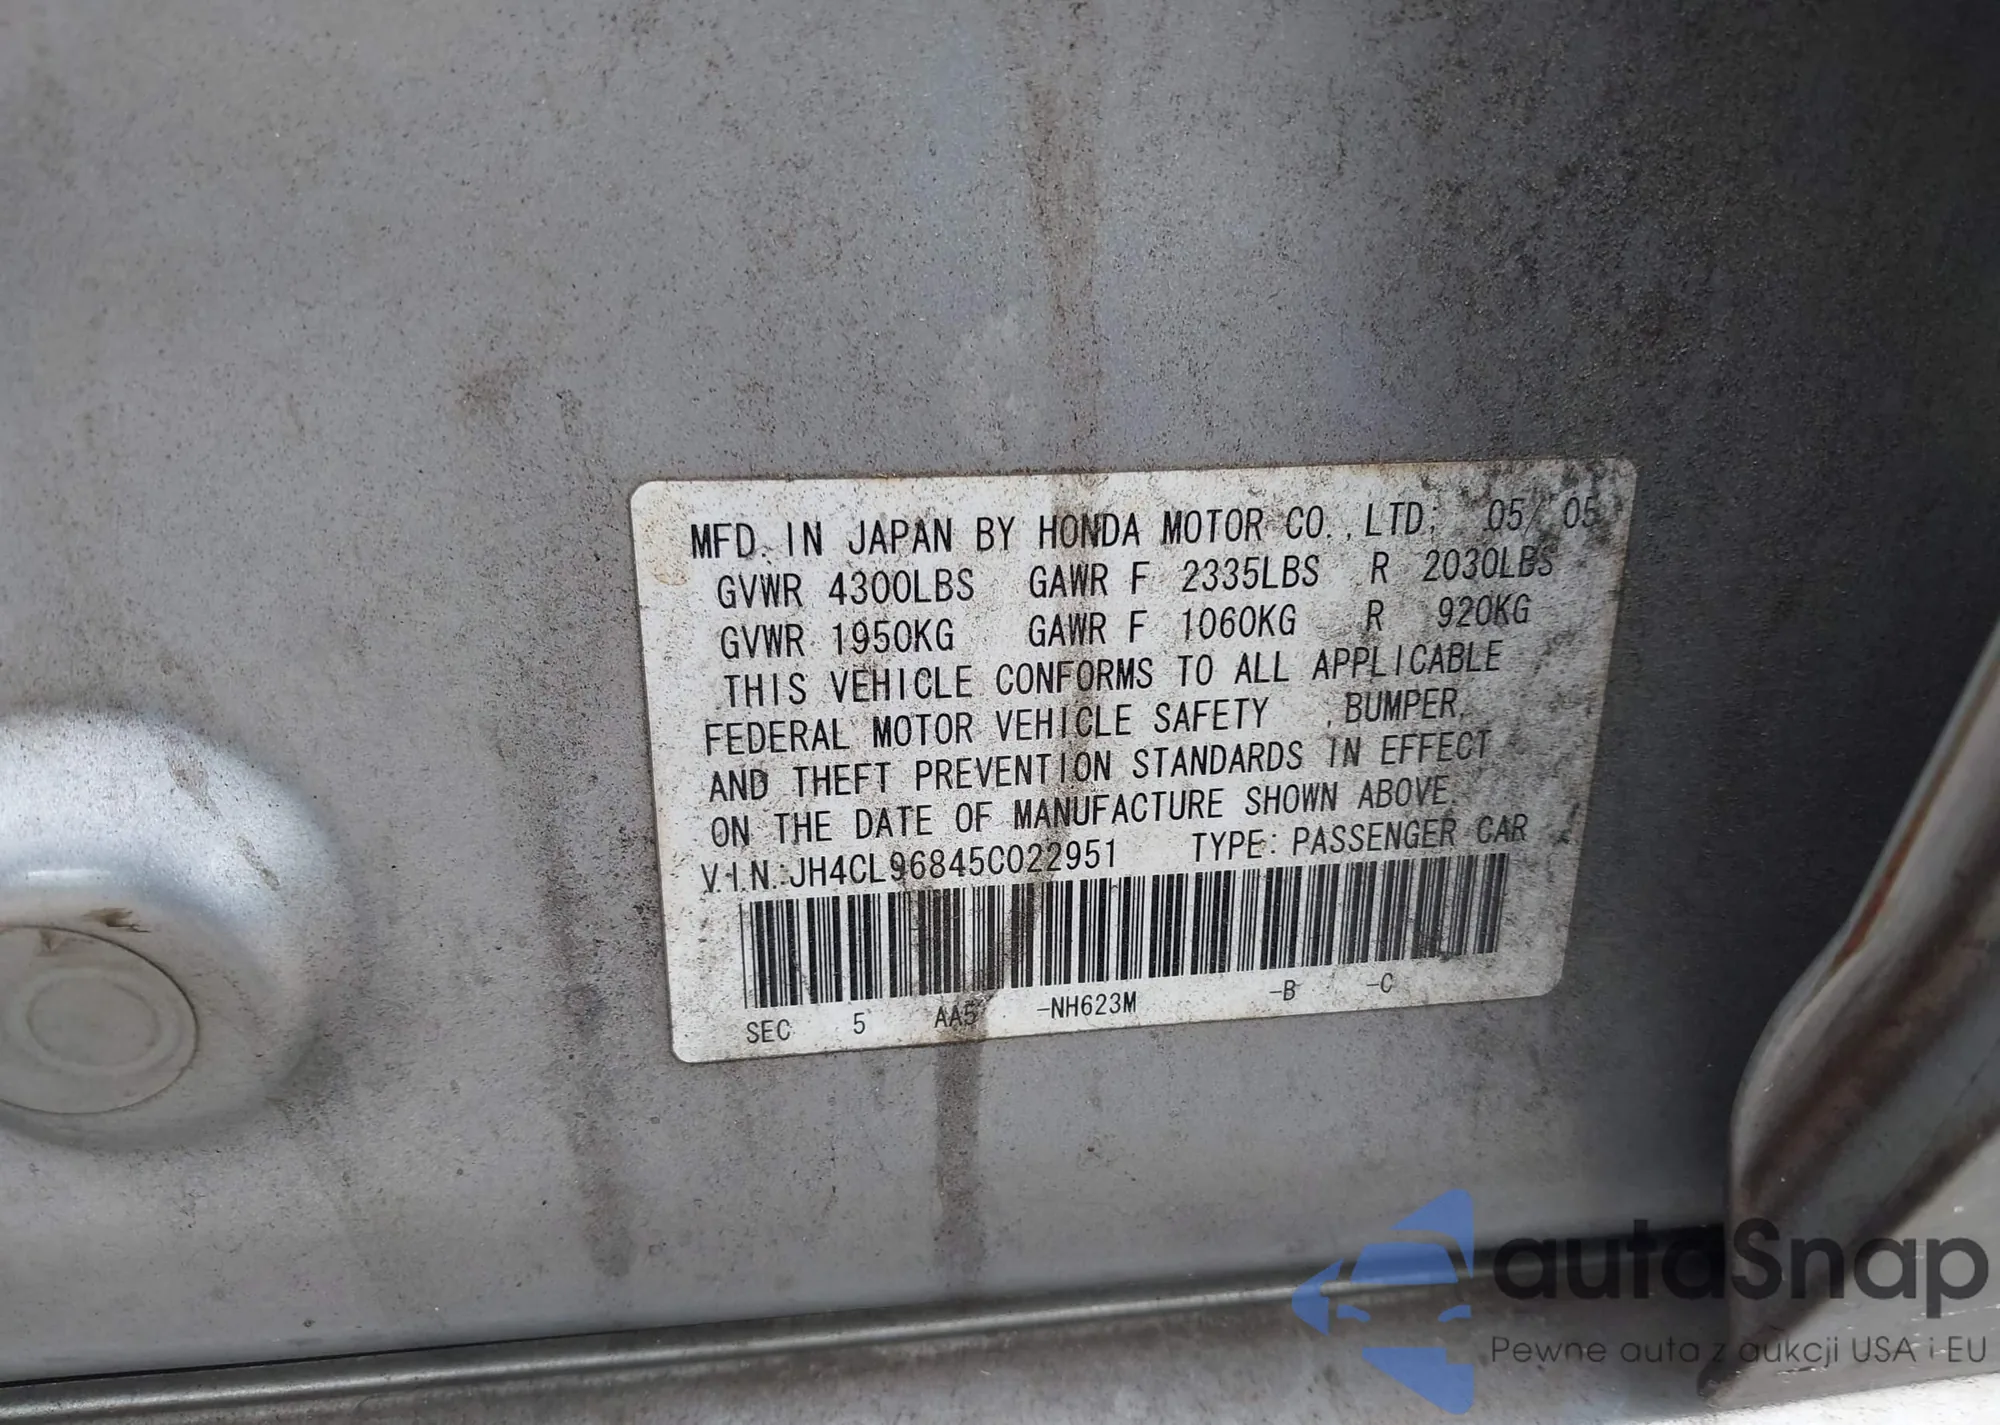 MFD. IN JAPAN BY HONDA MOTOR CO.,LTD. 05/ 05
GVWR 4300LBS GAWR F 2335LBS R 2030LBS
GVWR 1950KG GAWR F 1060KG R 920KG
THIS VEHICLE CONFORMS TO ALL APPLICABLE
FEDERAL MOTOR VEHICLE SAFETY ,BUMPER,
AND THEFT PREVENTION STANDARDS IN EFFECT
ON THE DATE OF MANUFACTURE SHOWN ABOVE.
V.I.N.:JH4CL96845C022951 TYPE: PASSENGER CAR
SEC 5 AA5 -NH623M -B -C
autoSnap
Pewne auta z aukcji USA i EU